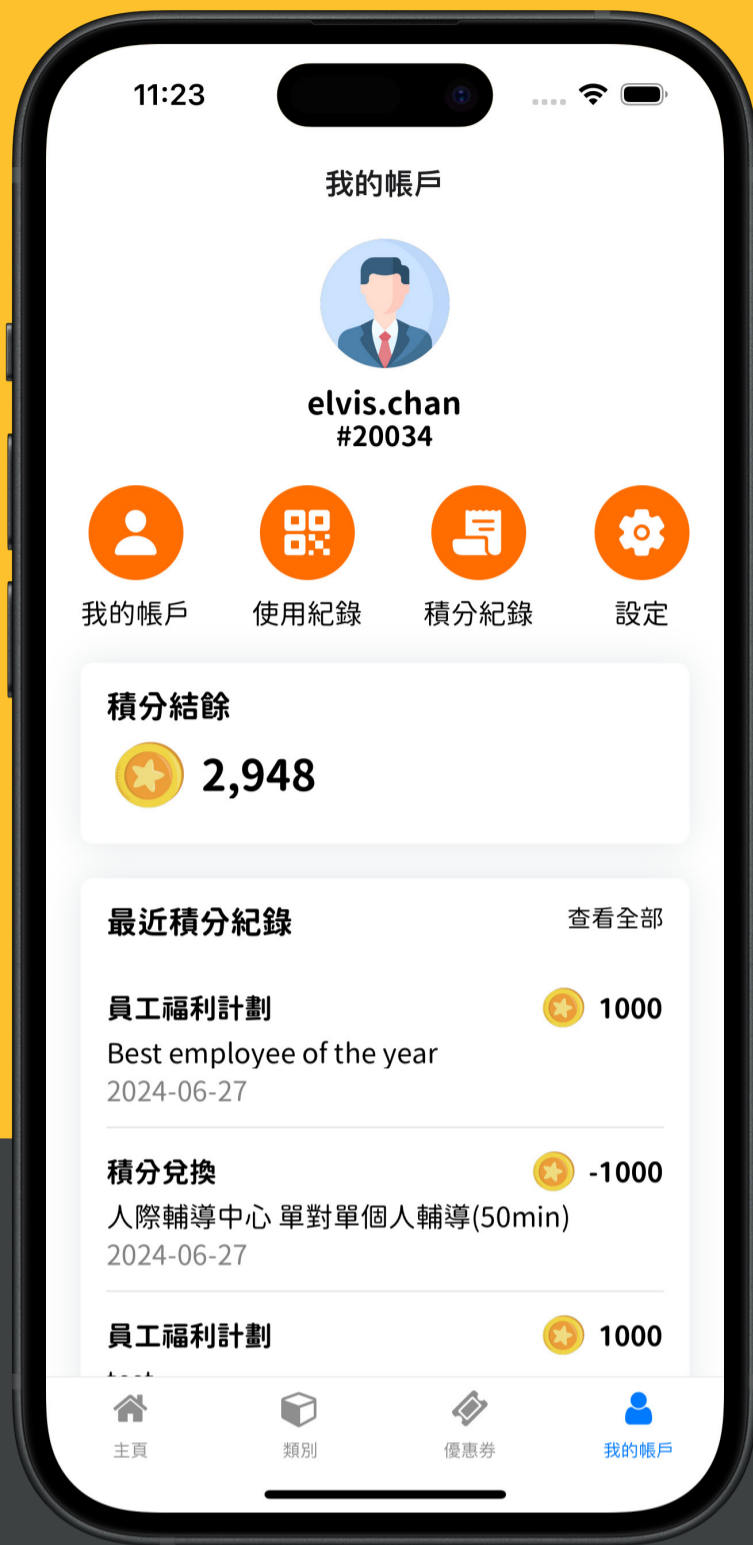 11:23
我的帳戶
elvis.chan
#20034
我的帳戶 使用紀錄 積分紀錄 設定
積分結餘
2,948
最近積分紀錄 查看全部
員工福利計劃 1000
Best employee of the year
2024-06-27
積分兌換 -1000
人際輔導中心 單對單個人輔導(50min)
2024-06-27
員工福利計劃 1000
主頁 類別 優惠券 我的帳戶